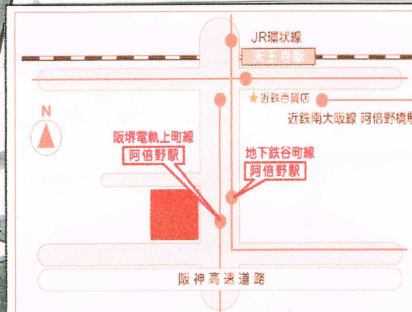 JR環状線
天王寺駅
★近鉄百貨店
近鉄南大阪線 阿倍野橋駅
N
阪堺電軌上町線
阿倍野駅
地下鉄谷町線
阿倍野駅
阪神高速道路